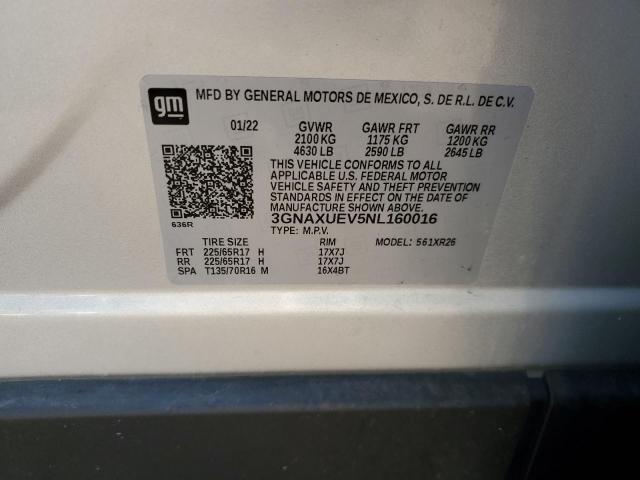 gm
MFD BY GENERAL MOTORS DE MEXICO, S. DE R.L. DE C.V.
01/22 GVWR GAWR FRT GAWR RR
2100 KG 1175 KG 1200 KG
4630 LB 2590 LB 2645 LB
THIS VEHICLE CONFORMS TO ALL
APPLICABLE U.S. FEDERAL MOTOR
VEHICLE SAFETY AND THEFT PREVENTION
STANDARDS IN EFFECT ON THE DATE OF
MANUFACTURE SHOWN ABOVE.
636R
3GNAXUEV5NL160016
TYPE: M.P.V.
TIRE SIZE RIM MODEL: 561XR26
FRT 225/65R17 H 17X7J
RR 225/65R17 H 17X7J
SPA T135/70R16 M 16X4BT